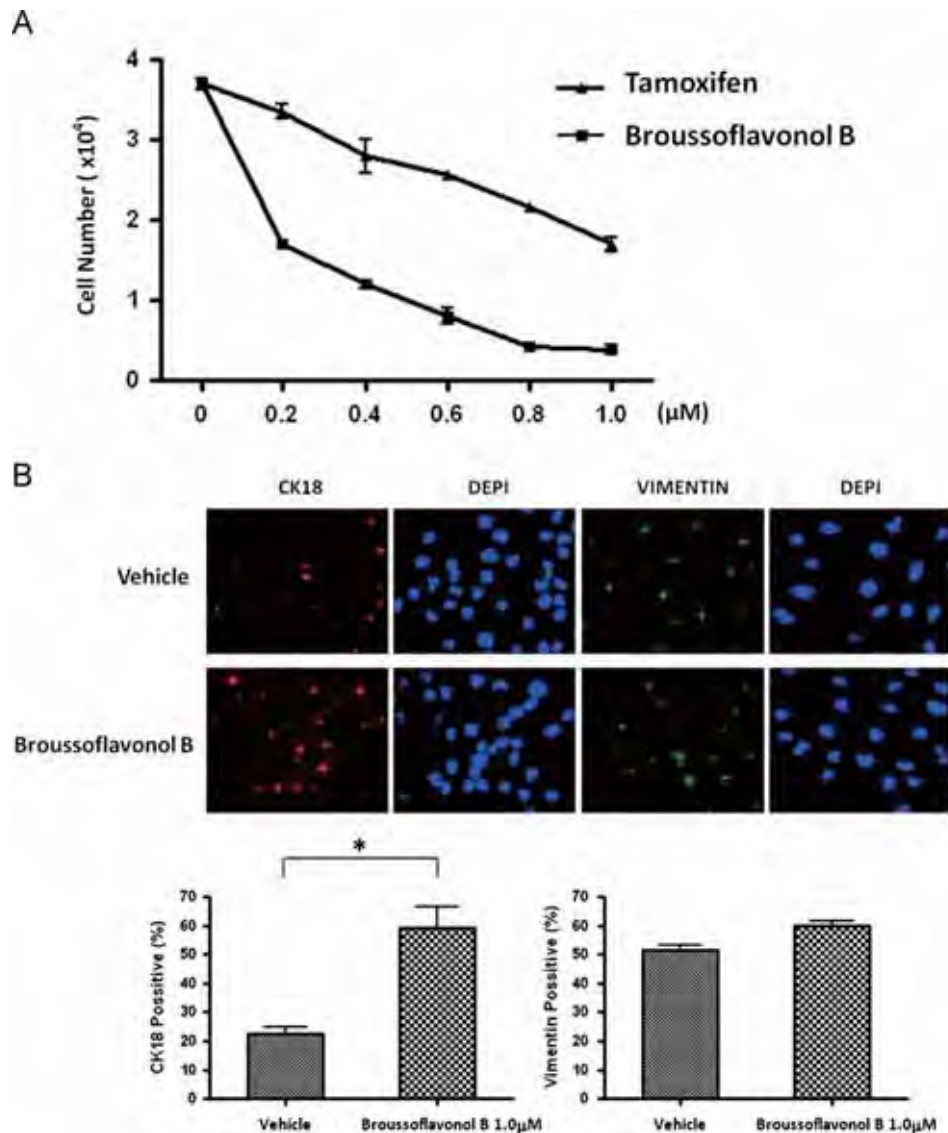 A
4
3
2
1
0
Cell Number ( x10⁴)
0 0.2 0.4 0.6 0.8 1.0 (µM)
Tamoxifen
Broussoflavonol B
B
CK18 DEPI VIMENTIN DEPI
Vehicle
Broussoflavonol B
*
70
60
50
40
30
20
10
0
CK18 Possitive (%)
Vehicle Broussoflavonol B 1.0µM
70
60
50
40
30
20
10
0
Vimentin Possitive (%)
Vehicle Broussoflavonol B 1.0µM